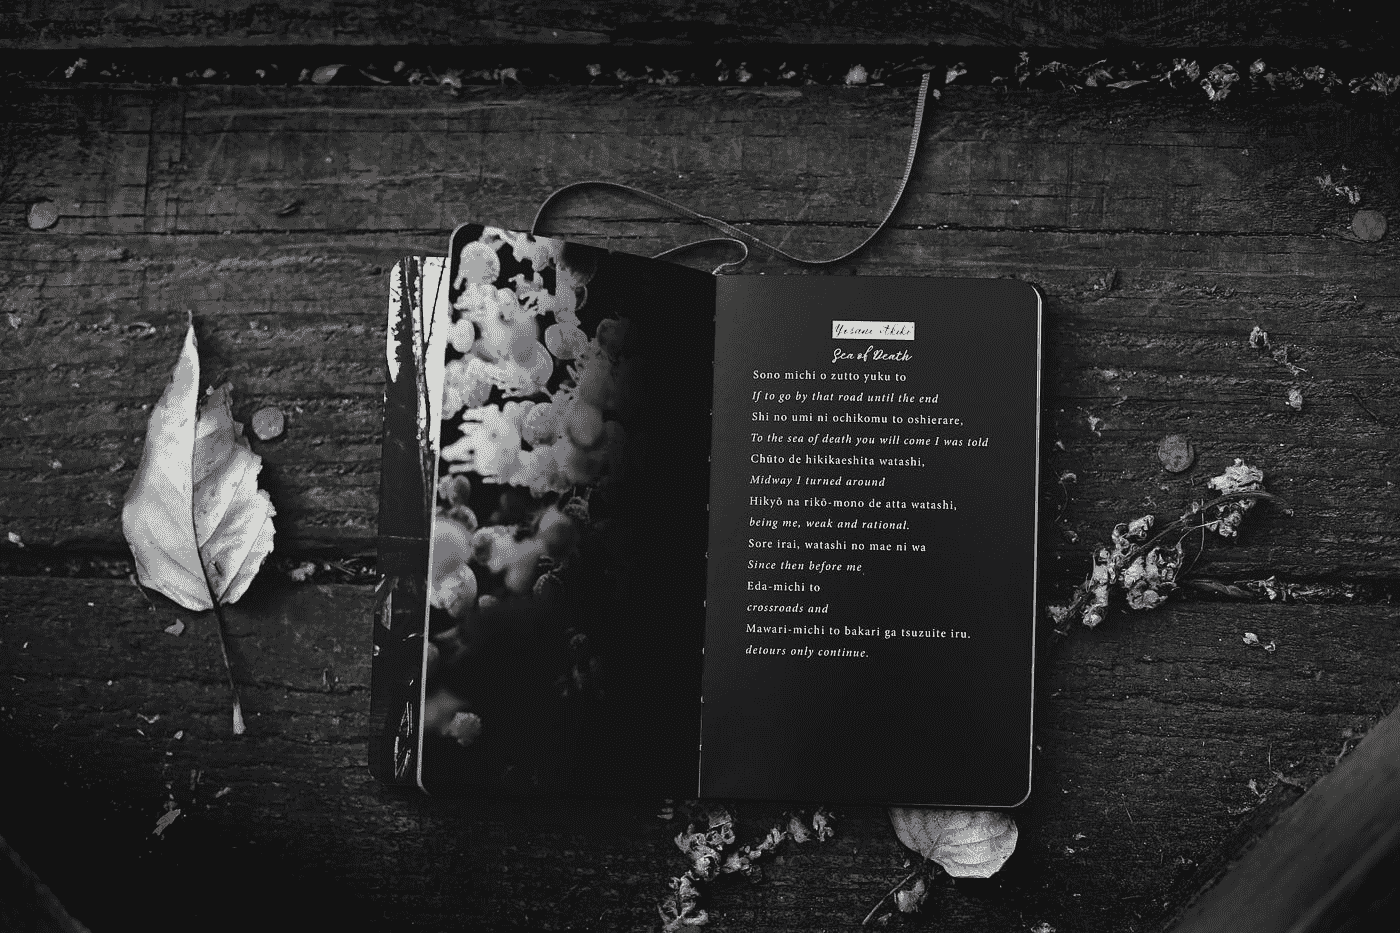 Yosano Akiko
Sea of Death
Sono michi o zutto yuku to
If to go by that road until the end
Shi no umi ni ochikomu to oshierare,
To the sea of death you will come I was told
Chūto de hikikaeshita watashi,
Midway I turned around
Hikyō na rikō-mono de atta watashi,
being me, weak and rational.
Sore irai, watashi no mae ni wa
Since then before me
Eda-michi to
crossroads and
Mawari-michi to bakari ga tsuzuite iru.
detours only continue.